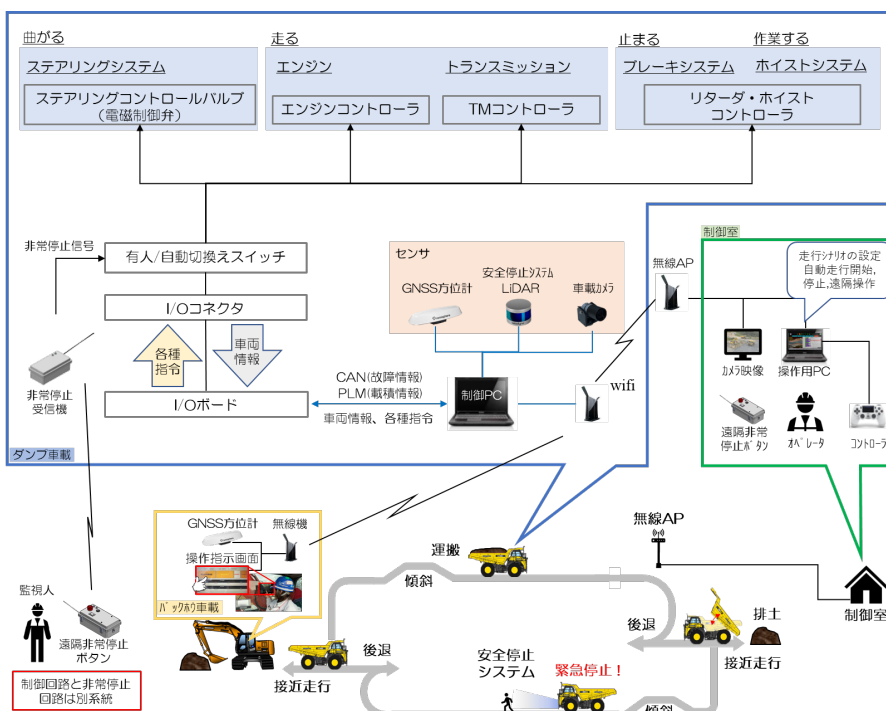 曲がる
走る
止まる
作業する
ステアリングシステム
エンジン
トランスミッション
ブレーキシステム
ホイストシステム
ステアリングコントロールバルブ
(電磁制御弁)
エンジンコントローラ
TMコントローラ
リターダ・ホイスト
コントローラ
非常停止信号
有人/自動切換えスイッチ
I/Oコネクタ
各種
指令
車両
情報
I/Oボード
非常停止
受信機
センサ
GNSS方位計
安全停止システム
LiDAR
車載カメラ
CAN(故障情報)
PLM(載積情報)
車両情報、各種指令
制御PC
wifi
無線AP
ダンプ車載
制御室
走行シナリオの設定
自動走行開始,
停止,遠隔操作
カメラ映像
操作用PC
遠隔非常
停止ボタン
オペレータ
コントローラ
GNSS方位計
無線機
操作指示画面
バックホウ車載
監視人
遠隔非常停止
ボタン
制御回路と非常停止
回路は別系統
運搬
傾斜
無線AP
制御室
排土
後退
接近走行
後退
接近走行
安全停止
システム
緊急停止!
傾斜